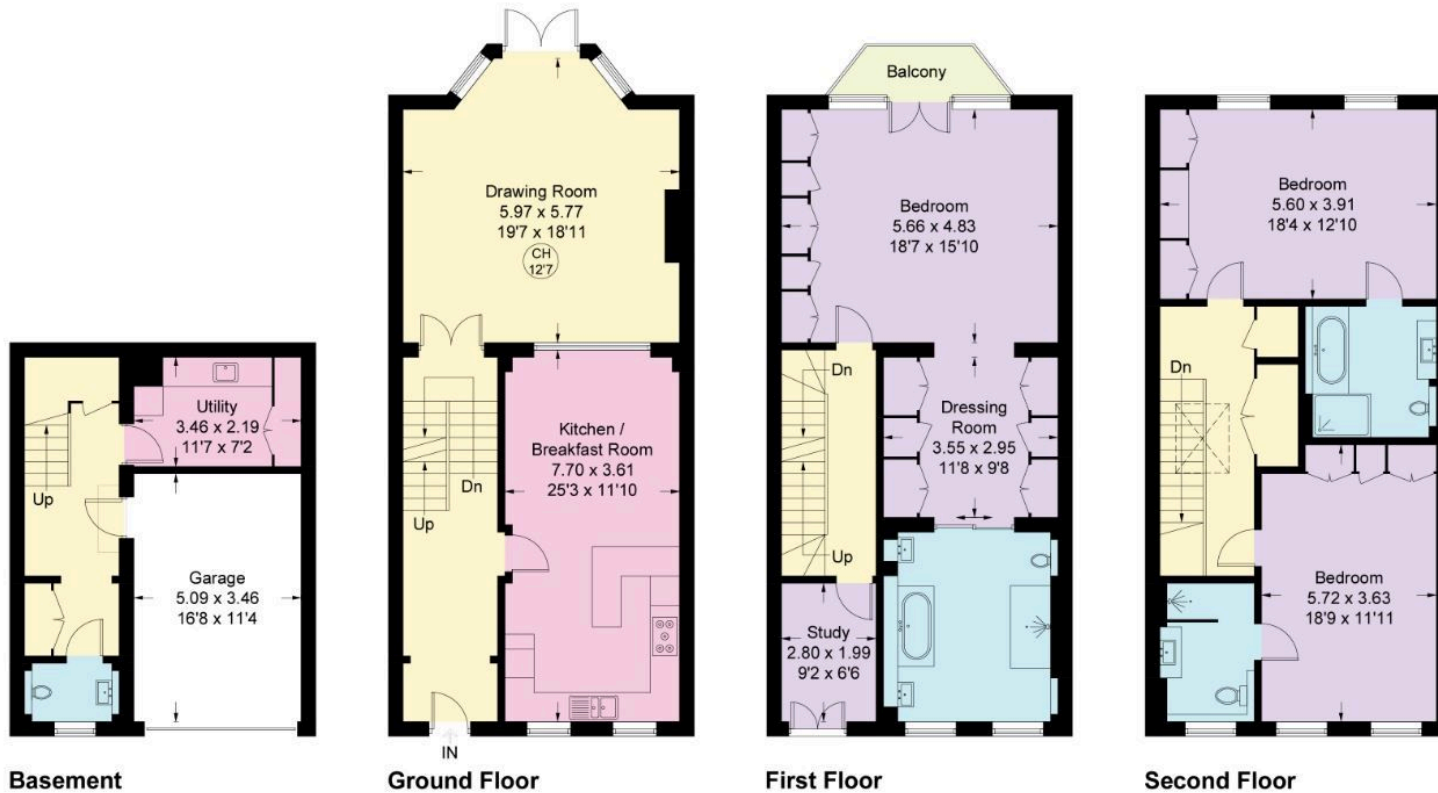 Utility
3.46 x 2.19
11'7 x 7'2
Up
Garage
5.09 x 3.46
16'8 x 11'4
Basement
Drawing Room
5.97 x 5.77
19'7 x 18'11
CH
12'7
Kitchen /
Breakfast Room
7.70 x 3.61
25'3 x 11'10
Dn
Up
IN
Ground Floor
Balcony
Bedroom
5.66 x 4.83
18'7 x 15'10
Dn
Dressing
Room
3.55 x 2.95
11'8 x 9'8
Up
Study
2.80 x 1.99
9'2 x 6'6
First Floor
Bedroom
5.60 x 3.91
18'4 x 12'10
Dn
Bedroom
5.72 x 3.63
18'9 x 11'11
Second Floor